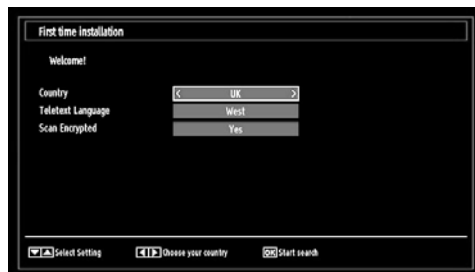 First time installation
Welcome!
Country < UK >
Teletext Language West
Scan Encrypted Yes
Select Setting Choose your country OK Start search